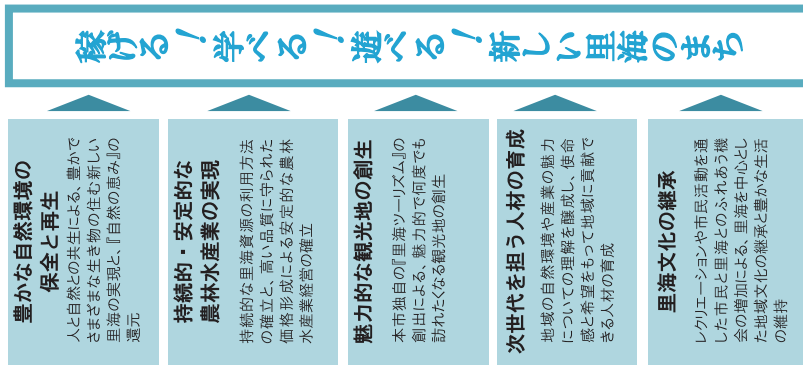 稼げる！学べる！遊べる！新しい里海のまち
豊かな自然環境の
保全と再生
人と自然との共生による、豊かで
さまざまな生き物の住む新しい
里海の実現と、『自然の恵み』の
還元
持続的・安定的な
農林水産業の実現
持続的な里海資源の利用方法
の確立と、高い品質に守られた
価格形成による安定的な農林
水産業経営の確立
魅力的な観光地の創生
本市独自の『里海ツーリズム』の
創出による、魅力的で何度でも
訪れたくなる観光地の創生
次世代を担う人材の育成
地域の自然環境や産業の魅力
についての理解を醸成し、使命
感と希望をもって地域に貢献で
きる人材の育成
里海文化の継承
レクリエーションや市民活動を通
した市民と里海とのふれあう機
会の増加による、里海を中心とし
た地域文化の継承と豊かな生活
の維持